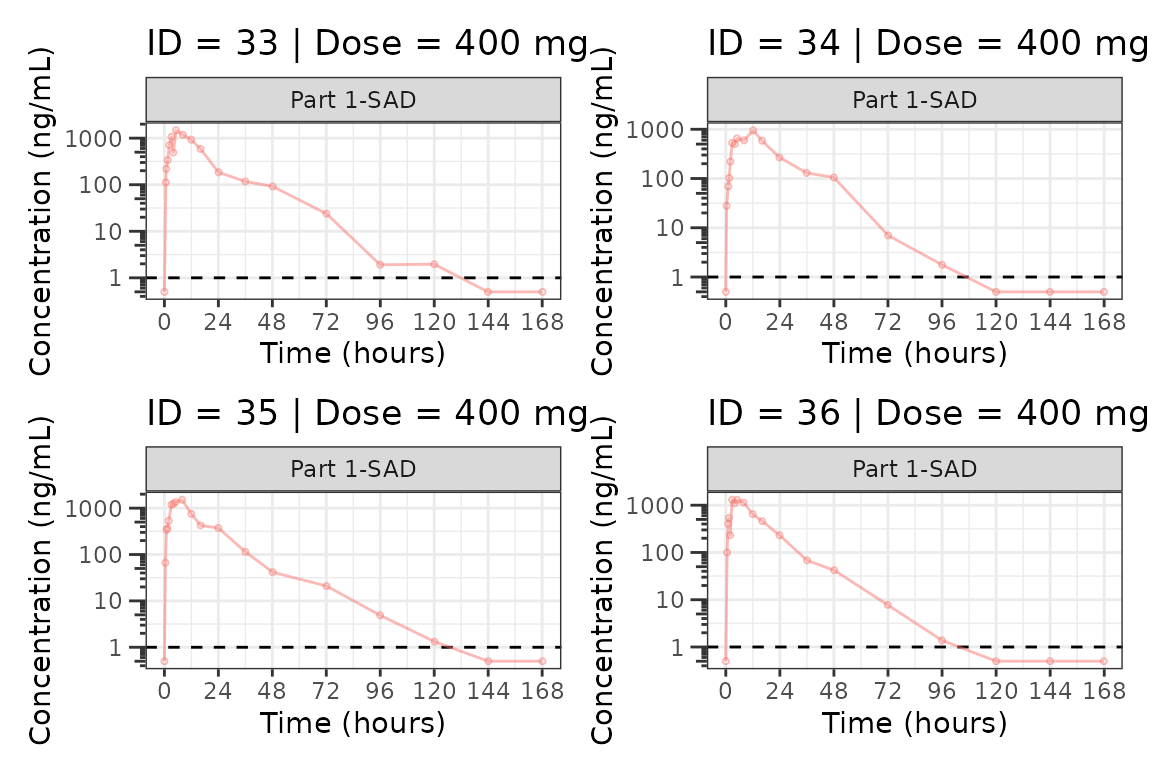 ID = 33 | Dose = 400 mg
Part 1-SAD
Concentration (ng/mL)
1000
100
10
1
0 24 48 72 96 120 144 168
Time (hours)
ID = 34 | Dose = 400 mg
Part 1-SAD
Concentration (ng/mL)
1000
100
10
1
0 24 48 72 96 120 144 168
Time (hours)
ID = 35 | Dose = 400 mg
Part 1-SAD
Concentration (ng/mL)
1000
100
10
1
0 24 48 72 96 120 144 168
Time (hours)
ID = 36 | Dose = 400 mg
Part 1-SAD
Concentration (ng/mL)
1000
100
10
1
0 24 48 72 96 120 144 168
Time (hours)